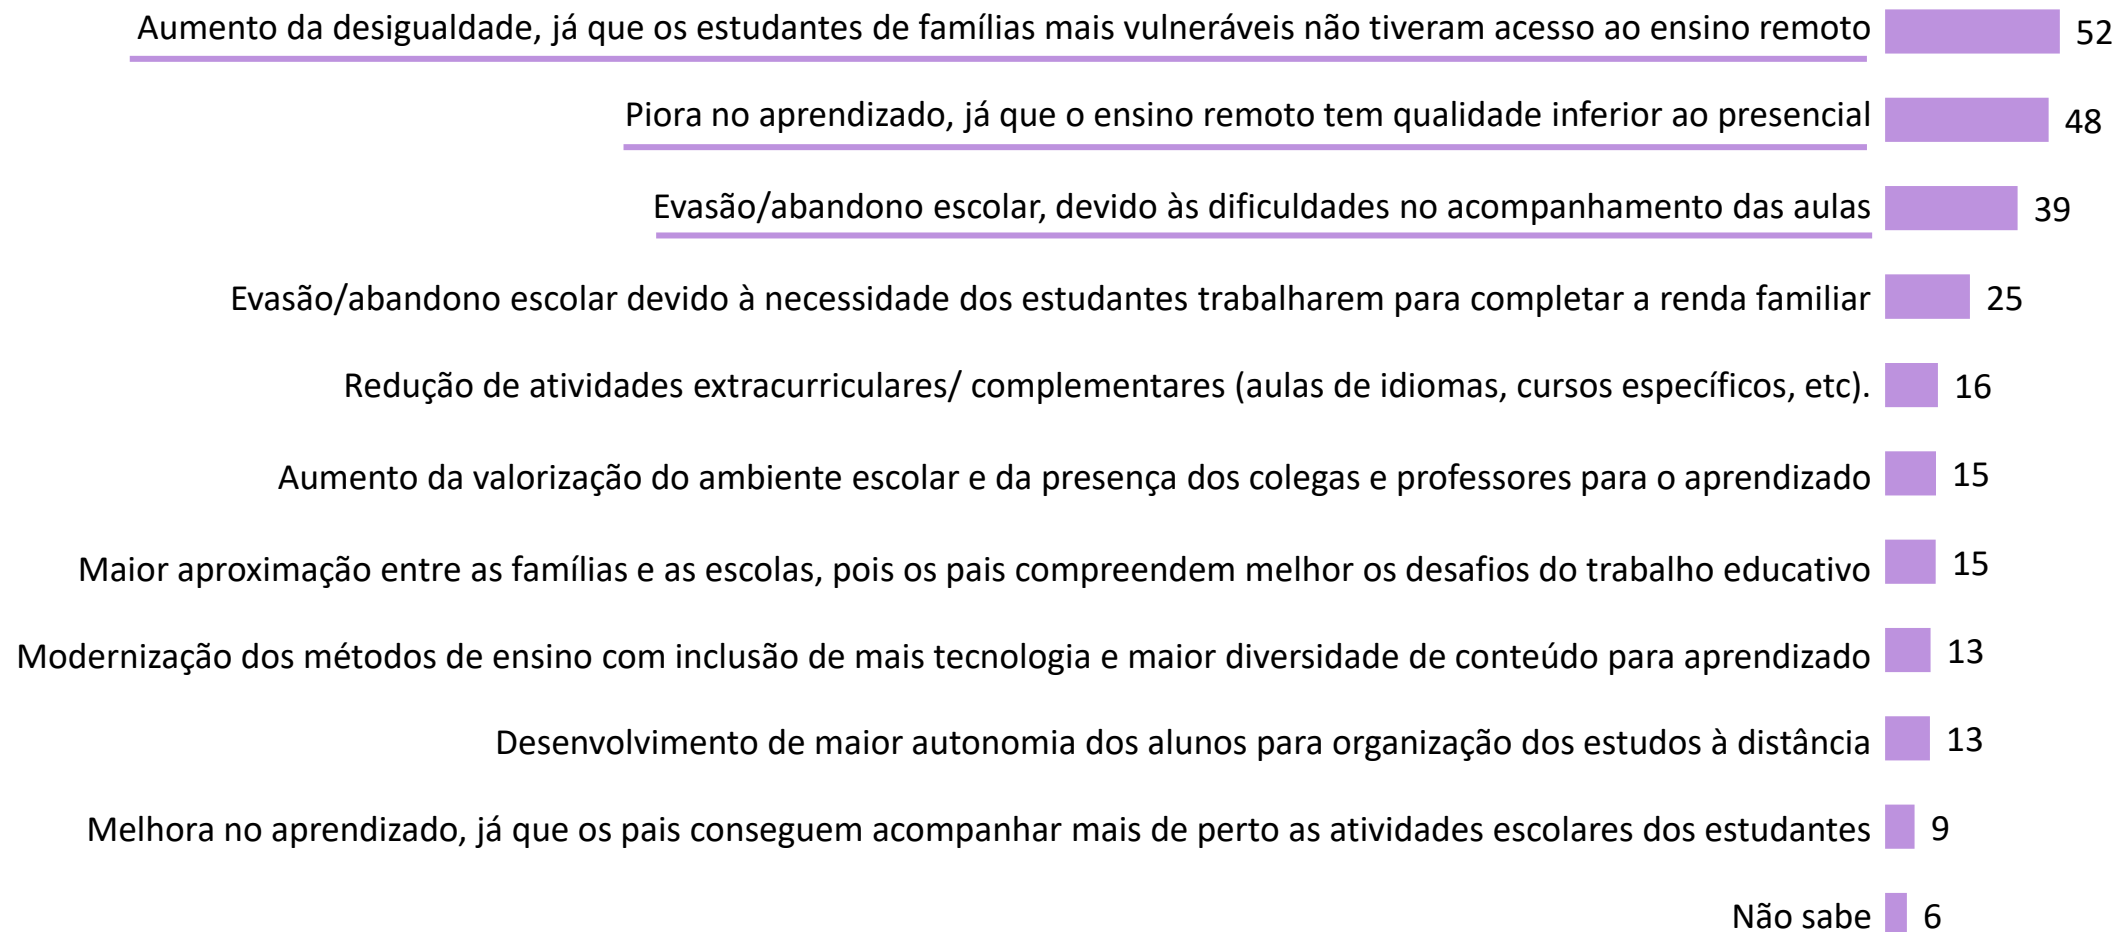 Aumento da desigualdade, já que os estudantes de famílias mais vulneráveis não tiveram acesso ao ensino remoto 52
Piora no aprendizado, já que o ensino remoto tem qualidade inferior ao presencial 48
Evasão/abandono escolar, devido às dificuldades no acompanhamento das aulas 39
Evasão/abandono escolar devido à necessidade dos estudantes trabalharem para completar a renda familiar 25
Redução de atividades extracurriculares/ complementares (aulas de idiomas, cursos específicos, etc). 16
Aumento da valorização do ambiente escolar e da presença dos colegas e professores para o aprendizado 15
Maior aproximação entre as famílias e as escolas, pois os pais compreendem melhor os desafios do trabalho educativo 15
Modernização dos métodos de ensino com inclusão de mais tecnologia e maior diversidade de conteúdo para aprendizado 13
Desenvolvimento de maior autonomia dos alunos para organização dos estudos à distância 13
Melhora no aprendizado, já que os pais conseguem acompanhar mais de perto as atividades escolares dos estudantes 9
Não sabe 6